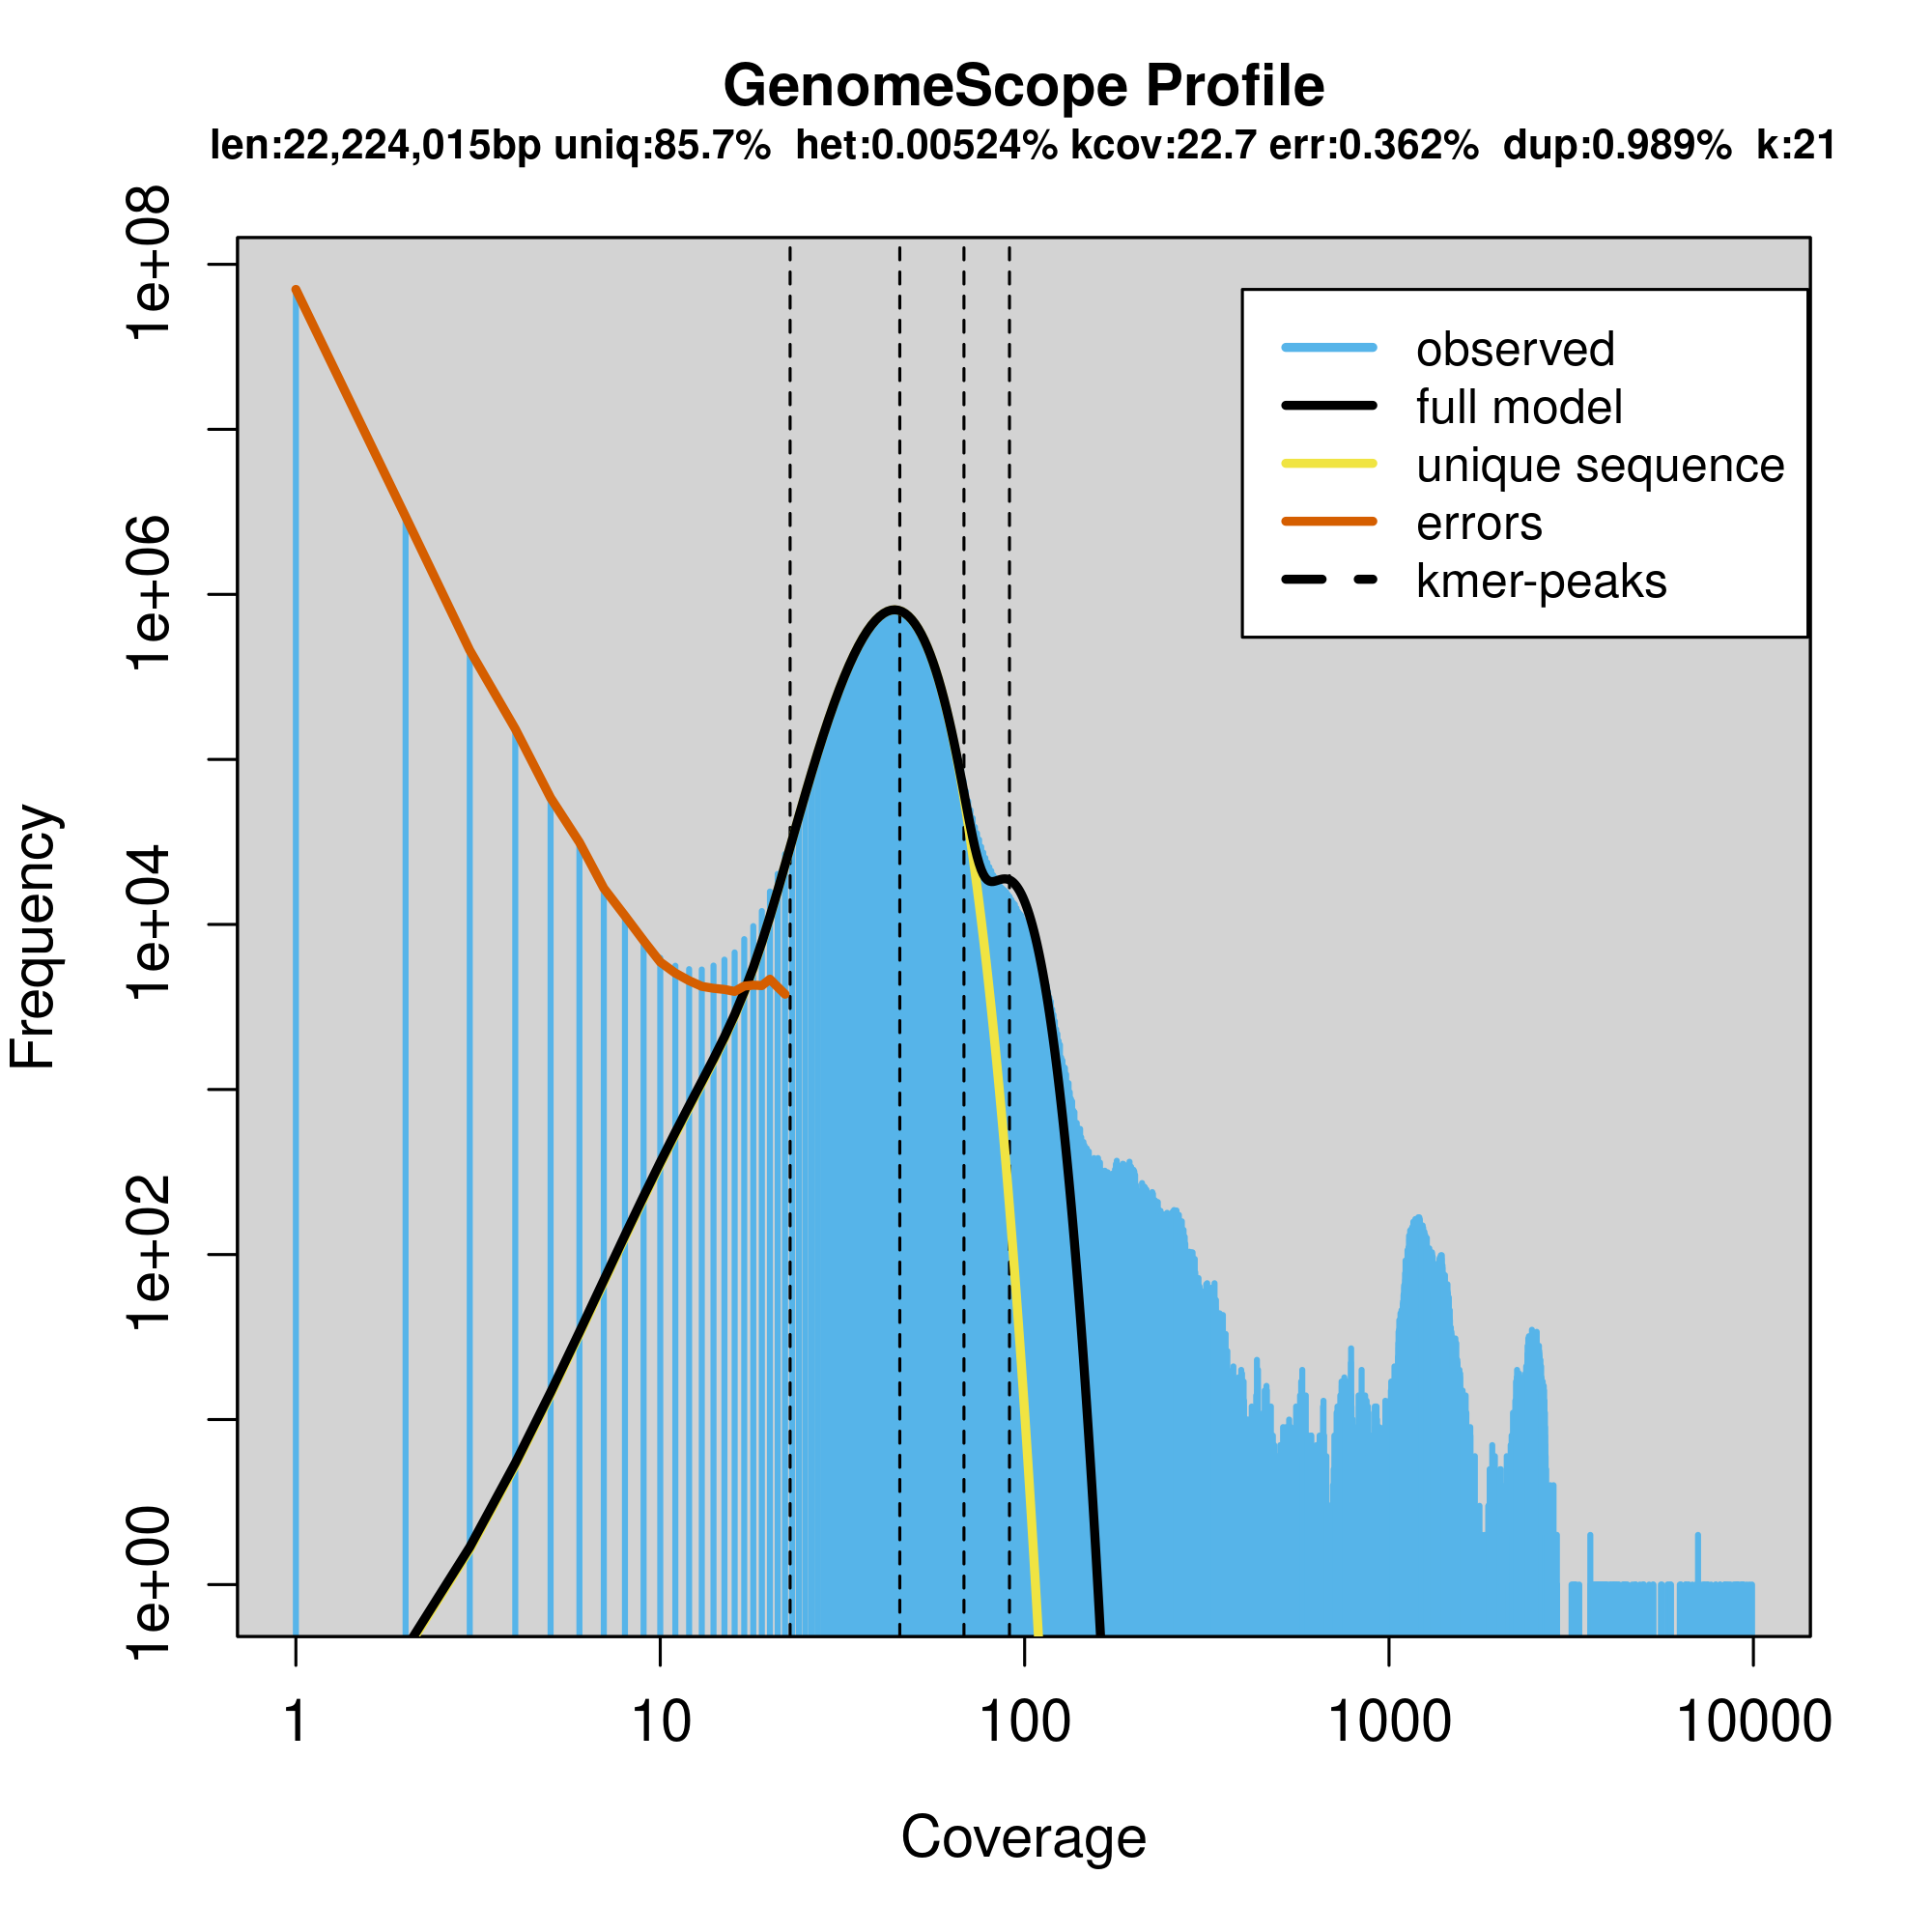 GenomeScope Profile
len:22,224,015bp uniq:85.7% het:0.00524% kcov:22.7 err:0.362% dup:0.989% k:21
1e+08
1e+06
1e+04
1e+02
1e+00
Frequency
observed
full model
unique sequence
errors
kmer-peaks
1 10 100 1000 10000
Coverage